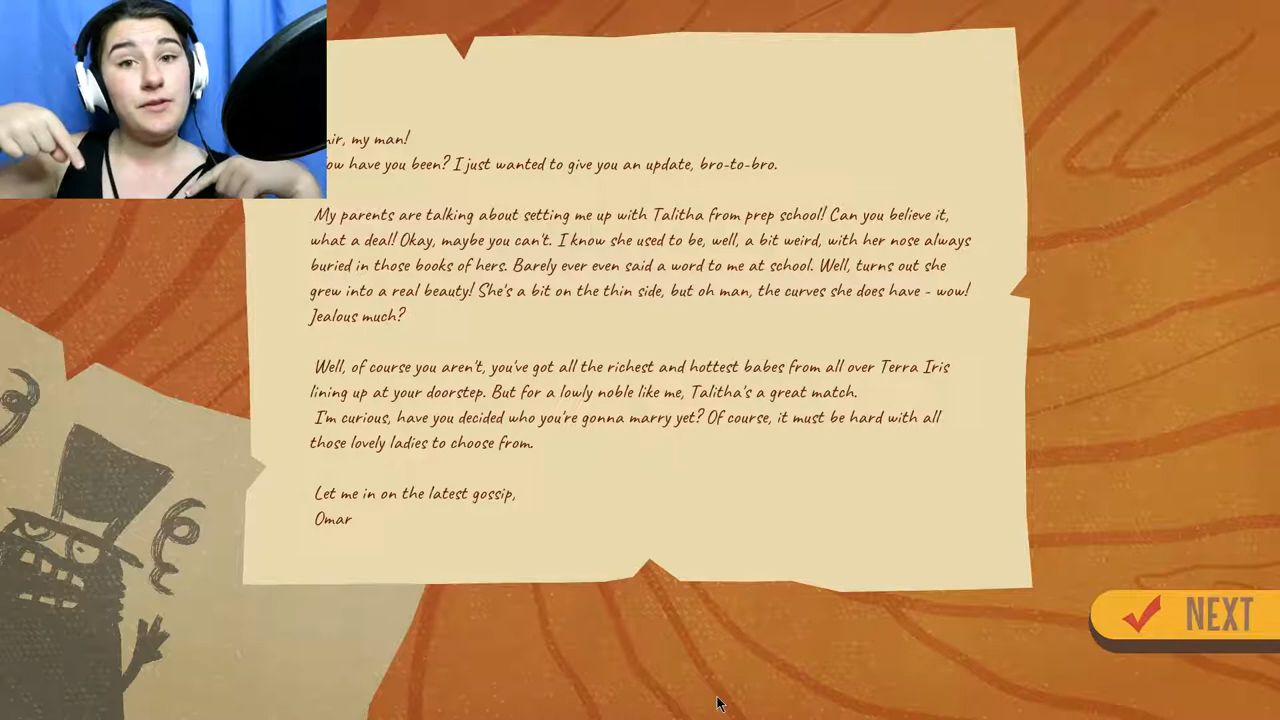 my man!
have you been? I just wanted to give you an update, bro-to-bro.
My parents are talking about setting me up with Talitha from prep school! Can you believe it,
what a deal! Okay, maybe you can't. I know she used to be, well, a bit weird, with her nose always
buried in those books of hers. Barely ever even said a word to me at school. Well, turns out she
grew into a real beauty! She's a bit on the thin side, but oh man, the curves she does have - wow!
Jealous much?
Well, of course you aren't, you've got all the richest and hottest babes from all over Terra Iris
lining up at your doorstep. But for a lowly noble like me, Talitha's a great match.
I'm curious, have you decided who you're gonna marry yet? Of course, it must be hard with all
those lovely ladies to choose from.
Let me in on the latest gossip,
Omar
NEXT